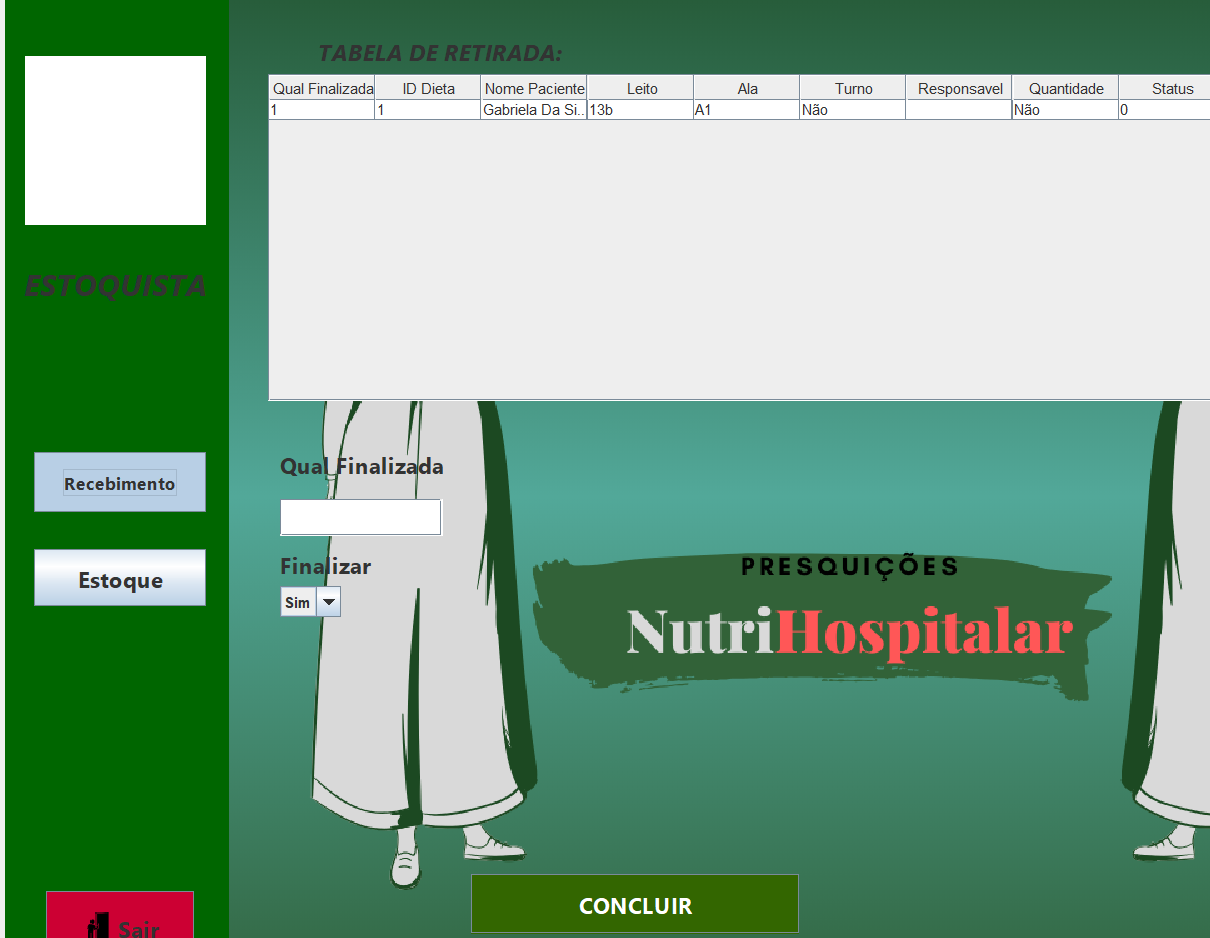 ESTOQUISTA
Recebimento
Estoque
Sair
TABELA DE RETIRADA:
Qual Finalizada ID Dieta Nome Paciente Leito Ala Turno Responsavel Quantidade Status
1 1 Gabriela Da Si... 13b A1 Não Não 0
Qual Finalizada
Finalizar
Sim
PRESQUIÇÕES
NutriHospitalar
CONCLUIR